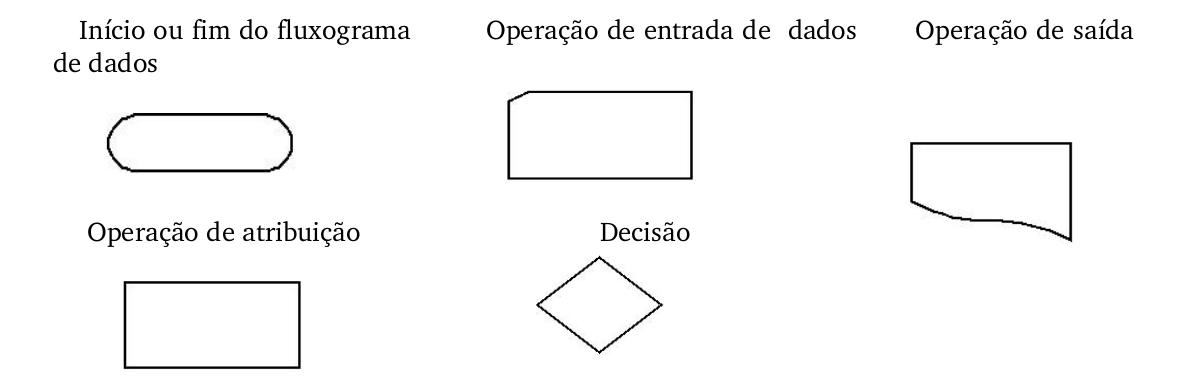 Início ou fim do fluxograma
de dados
Operação de entrada de dados
Operação de saída
Operação de atribuição
Decisão